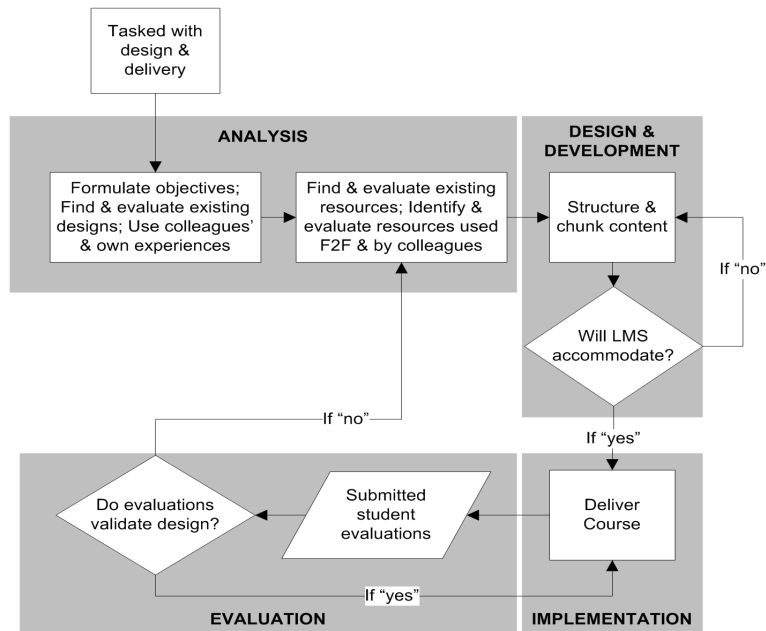 Tasked with
design &
delivery
ANALYSIS
DESIGN &
DEVELOPMENT
Formulate objectives;
Find & evaluate existing
designs; Use colleagues’
& own experiences
Find & evaluate existing
resources; Identify &
evaluate resources used
F2F & by colleagues
Structure &
chunk content
If “no”
Will LMS
accommodate?
If “no”
If “yes”
Do evaluations
validate design?
Submitted
student
evaluations
Deliver
Course
If “yes”
EVALUATION
IMPLEMENTATION